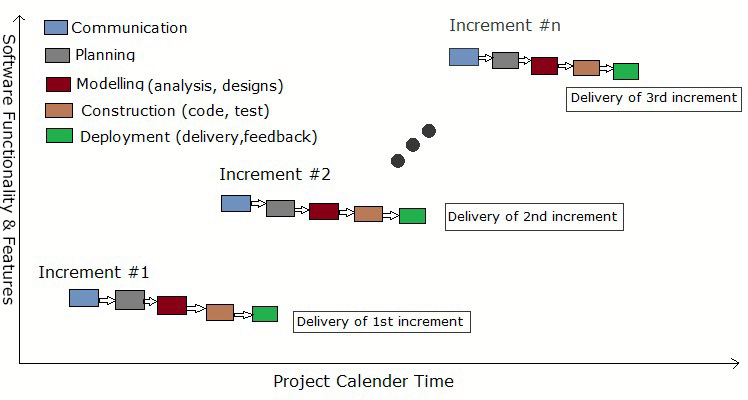 Software Functionality & Features
Communication
Planning
Modelling (analysis, designs)
Construction (code, test)
Deployment (delivery,feedback)
Increment #n
Delivery of 3rd increment
Increment #2
Delivery of 2nd increment
Increment #1
Delivery of 1st increment
Project Calender Time